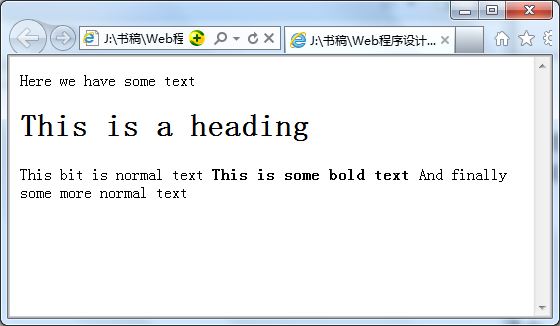 J:\书稿\Web程
J:\书稿\Web程序设计...
Here we have some text
This is a heading
This bit is normal text This is some bold text And finally
some more normal text